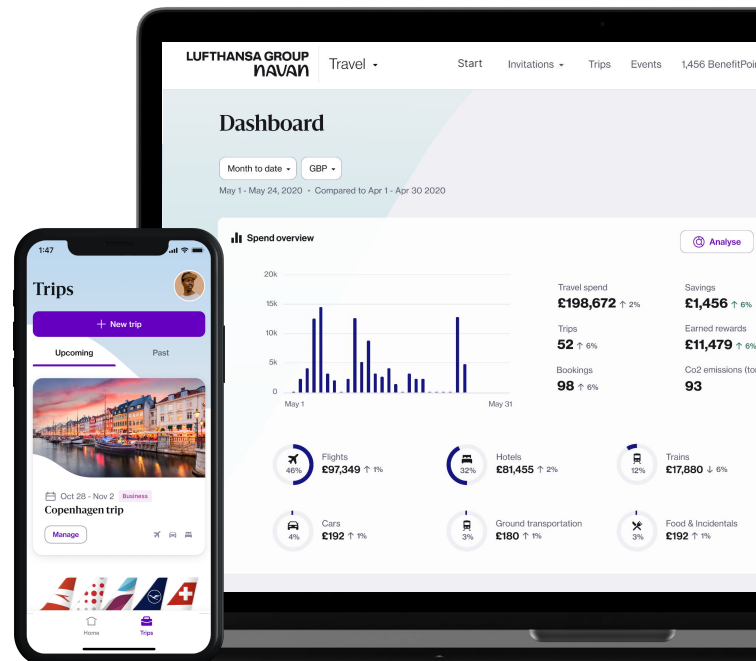 LUFTHANSA GROUP
navan
Travel
Start
Invitations
Trips
Events
1,456 BenefitPoi
Dashboard
Month to date
GBP
May 1 - May 24, 2020 • Compared to Apr 1 - Apr 30 2020
Spend overview
Analyse
20k
15k
10k
5k
0
May 1
May 31
Travel spend
£198,672 ↑ 2%
Savings
£1,456 ↑ 6%
Trips
52 ↑ 6%
Earned rewards
£11,479 ↑ 6%
Bookings
98 ↑ 6%
Co2 emissions (to
93
46%
Flights
£97,349 ↑ 1%
32%
Hotels
£81,455 ↑ 2%
12%
Trains
£17,880 ↓ 6%
4%
Cars
£192 ↑ 1%
3%
Ground transportation
£180 ↑ 1%
3%
Food & Incidentals
£192 ↑ 1%
1:47
Trips
+ New trip
Upcoming
Past
Oct 28 - Nov 2
Business
Copenhagen trip
Manage
Home
Trips